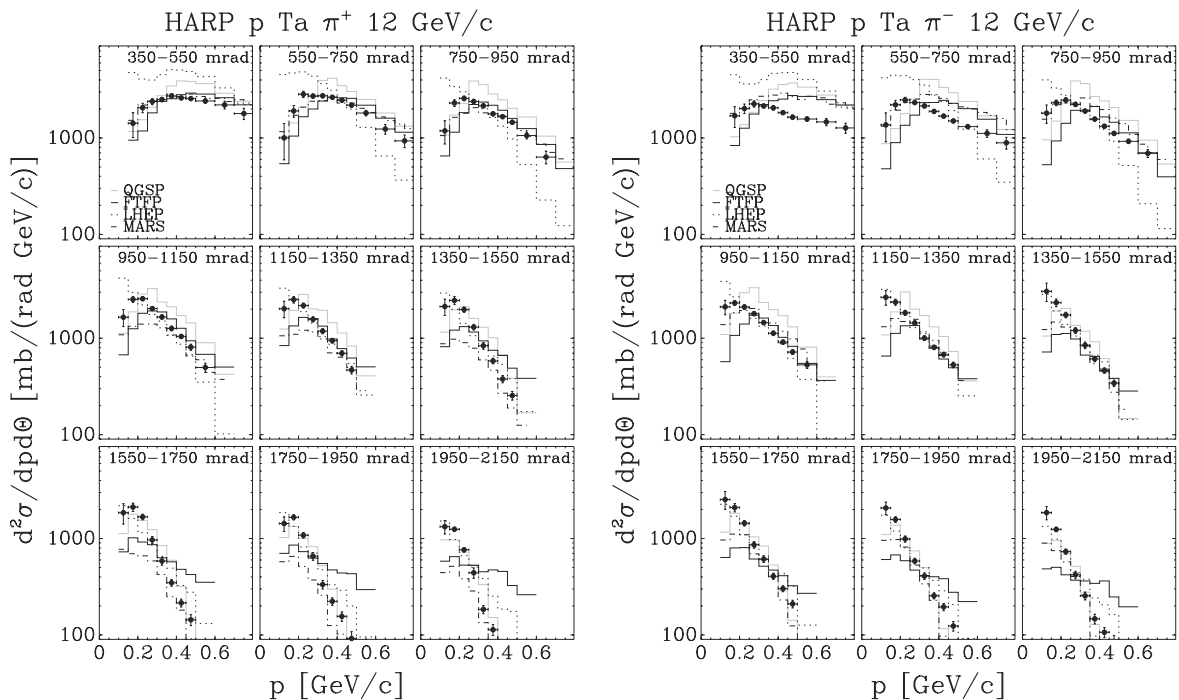 HARP p Ta π⁺ 12 GeV/c
d²σ/dpdΘ [mb/(rad GeV/c)]
350−550 mrad
550−750 mrad
750−950 mrad
1000
100
QGSP
FTFP
LHEP
MARS
950−1150 mrad
1150−1350 mrad
1350−1550 mrad
1000
100
1550−1750 mrad
1750−1950 mrad
1950−2150 mrad
1000
100
0 0.2 0.4 0.6 0 0.2 0.4 0.6 0 0.2 0.4 0.6
p [GeV/c]
HARP p Ta π⁻ 12 GeV/c
d²σ/dpdΘ [mb/(rad GeV/c)]
350−550 mrad
550−750 mrad
750−950 mrad
1000
100
QGSP
FTFP
LHEP
MARS
950−1150 mrad
1150−1350 mrad
1350−1550 mrad
1000
100
1550−1750 mrad
1750−1950 mrad
1950−2150 mrad
1000
100
0 0.2 0.4 0.6 0 0.2 0.4 0.6 0 0.2 0.4 0.6
p [GeV/c]